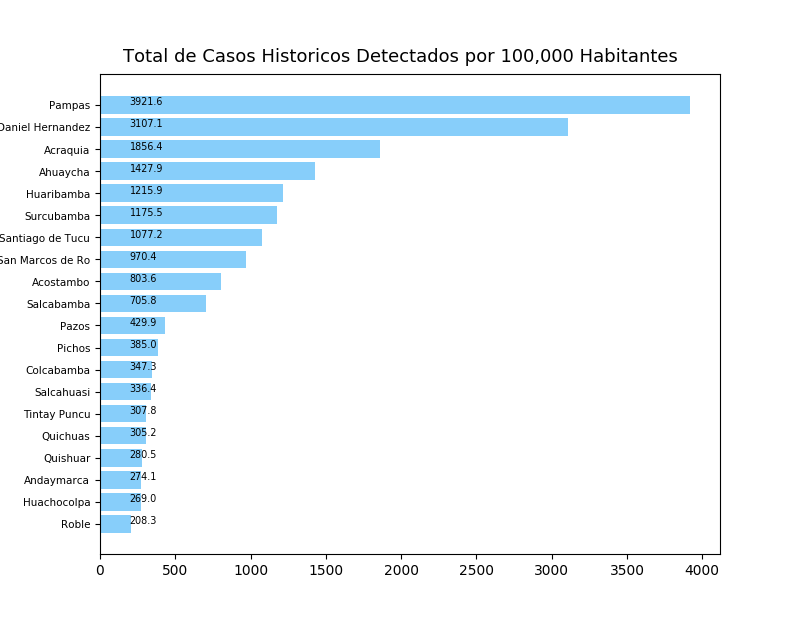 Total de Casos Historicos Detectados por 100,000 Habitantes
Pampas 3921.6
Daniel Hernandez 3107.1
Acraquia 1856.4
Ahuaycha 1427.9
Huaribamba 1215.9
Surcubamba 1175.5
Santiago de Tucu 1077.2
San Marcos de Ro 970.4
Acostambo 803.6
Salcabamba 705.8
Pazos 429.9
Pichos 385.0
Colcabamba 347.3
Salcahuasi 336.4
Tintay Puncu 307.8
Quichuas 305.2
Quishuar 280.5
Andaymarca 274.1
Huachocolpa 269.0
Roble 208.3
0 500 1000 1500 2000 2500 3000 3500 4000